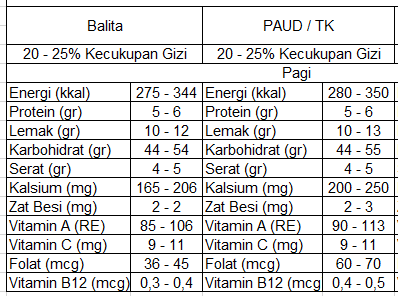 Balita PAUD / TK
20 - 25% Kecukupan Gizi 20 - 25% Kecukupan Gizi
Pagi
Energi (kkal) 275 - 344 Energi (kkal) 280 - 350
Protein (gr) 5 - 6 Protein (gr) 5 - 6
Lemak (gr) 10 - 12 Lemak (gr) 10 - 13
Karbohidrat (gr) 44 - 54 Karbohidrat (gr) 44 - 55
Serat (gr) 4 - 5 Serat (gr) 4 - 5
Kalsium (mg) 165 - 206 Kalsium (mg) 200 - 250
Zat Besi (mg) 2 - 2 Zat Besi (mg) 2 - 3
Vitamin A (RE) 85 - 106 Vitamin A (RE) 90 - 113
Vitamin C (mg) 9 - 11 Vitamin C (mg) 9 - 11
Folat (mcg) 36 - 45 Folat (mcg) 60 - 70
Vitamin B12 (mcg) 0,3 - 0,4 Vitamin B12 (mcg) 0,4 - 0,5